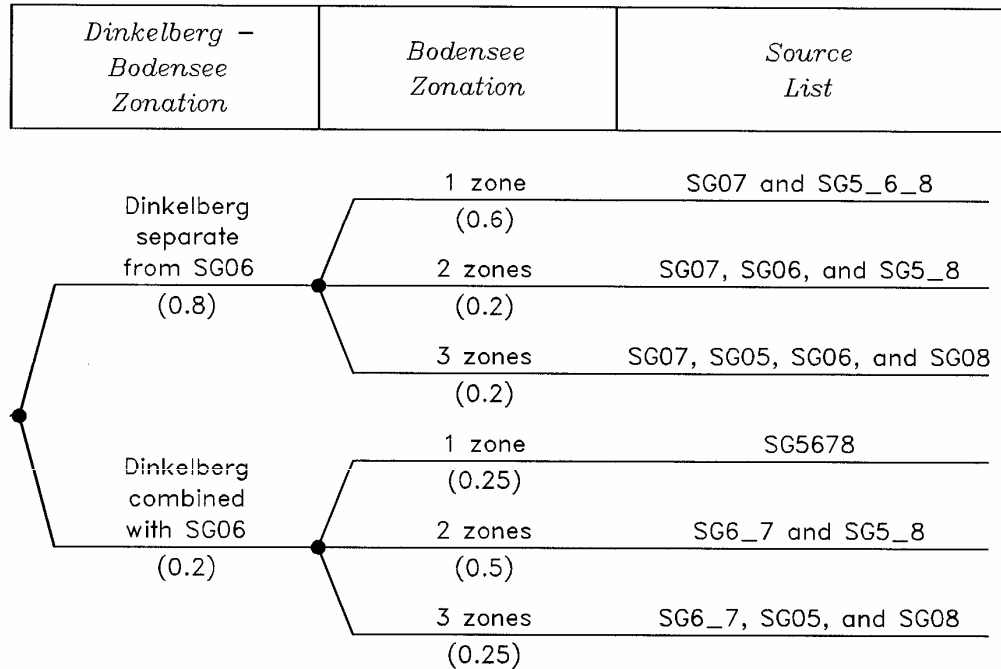 Dinkelberg –
Bodensee
Zonation
Bodensee
Zonation
Source
List
Dinkelberg
separate
from SG06
(0.8)
1 zone
(0.6)
SG07 and SG5_6_8
2 zones
(0.2)
SG07, SG06, and SG5_8
3 zones
(0.2)
SG07, SG05, SG06, and SG08
Dinkelberg
combined
with SG06
(0.2)
1 zone
(0.25)
SG5678
2 zones
(0.5)
SG6_7 and SG5_8
3 zones
(0.25)
SG6_7, SG05, and SG08